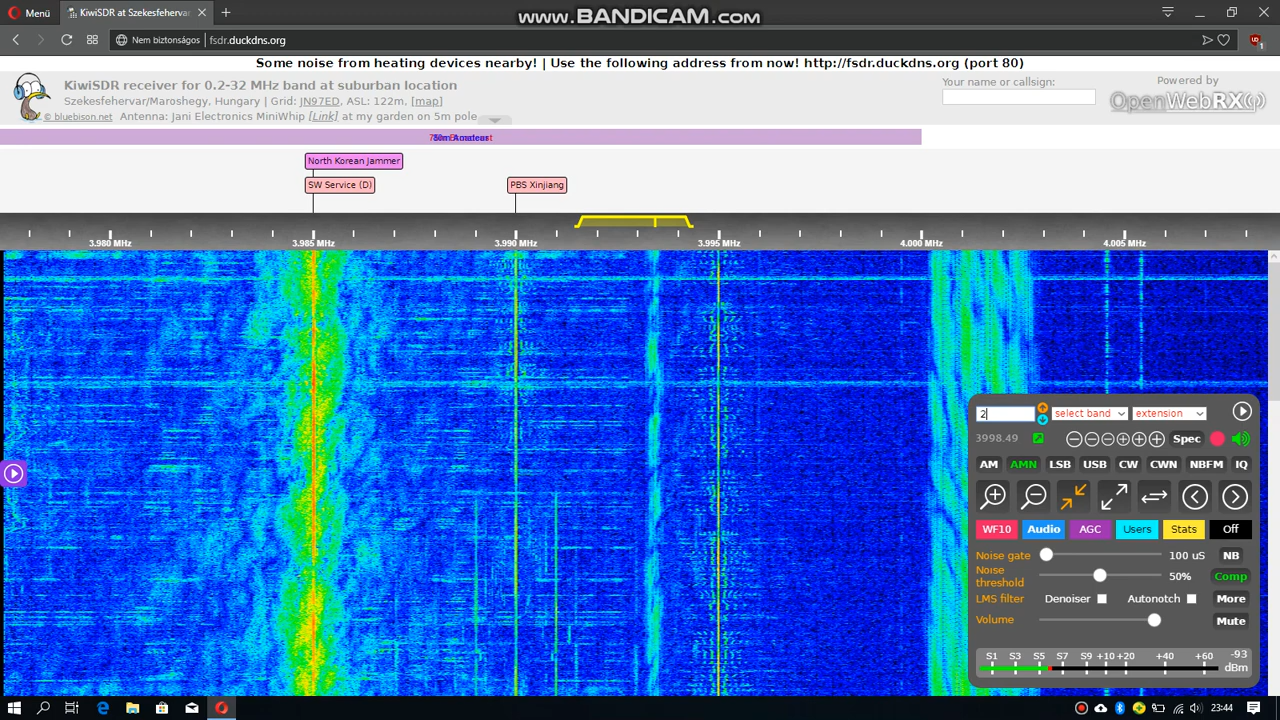 www.BANDICAM.com
Menü
KiwiSDR at Szekesfehervar
Nem biztonságos
fsdr.duckdns.org
Some noise from heating devices nearby! | Use the following address from now! http://fsdr.duckdns.org (port 80)
KiwiSDR receiver for 0.2-32 MHz band at suburban location
Szekesfehervar/Maroshegy, Hungary | Grid: JN97ED, ASL: 122m, [map]
© bluebison.net
Antenna: Jani Electronics MiniWhip [Link] at my garden on 5m pole
Your name or callsign:
Powered by
OpenWebRX
North Korean Jammer
SW Service (D)
PBS Xinjiang
3.980 MHz 3.985 MHz 3.990 MHz 3.995 MHz 4.000 MHz 4.005 MHz
2 select band extension
3998.49 Spec
AM AMN LSB USB CW CWN NBFM IQ
WF10 Audio AGC Users Stats Off
Noise gate 100 uS NB
Noise threshold 50% Comp
LMS filter Denoiser Autonotch More
Volume Mute
S1 S3 S5 S7 S9 +10 +20 +40 +60 -93 dBm
23:44